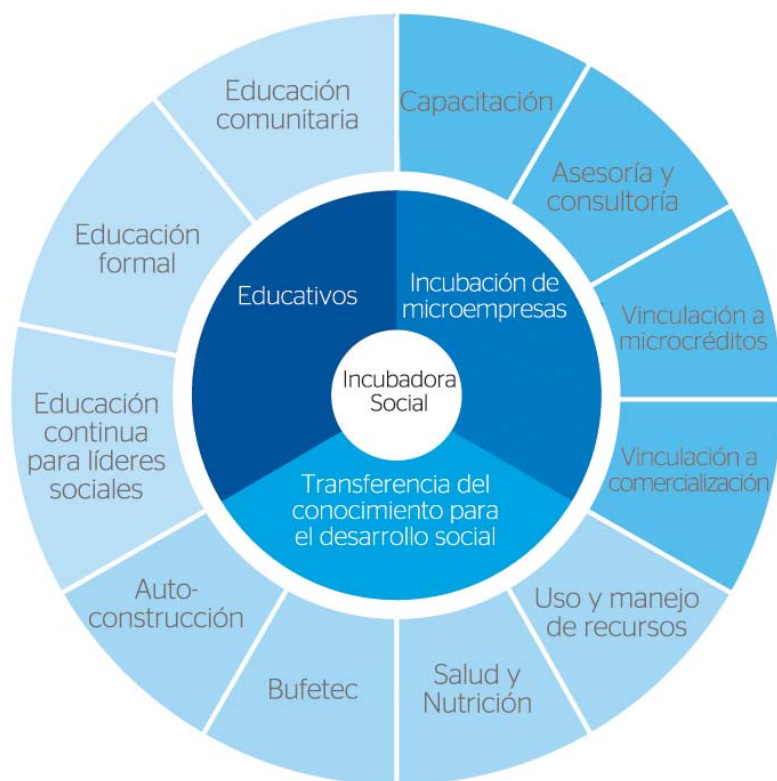 Educación
comunitaria
Capacitación
Asesoría y
consultoría
Educación
formal
Educativos
Incubación de
microempresas
Vinculación a
microcréditos
Incubadora
Social
Educación
continua
para líderes
sociales
Vinculación a
comercialización
Transferencia del
conocimiento para
el desarrollo social
Auto-
construcción
Uso y manejo
de recursos
Bufetec
Salud y
Nutrición